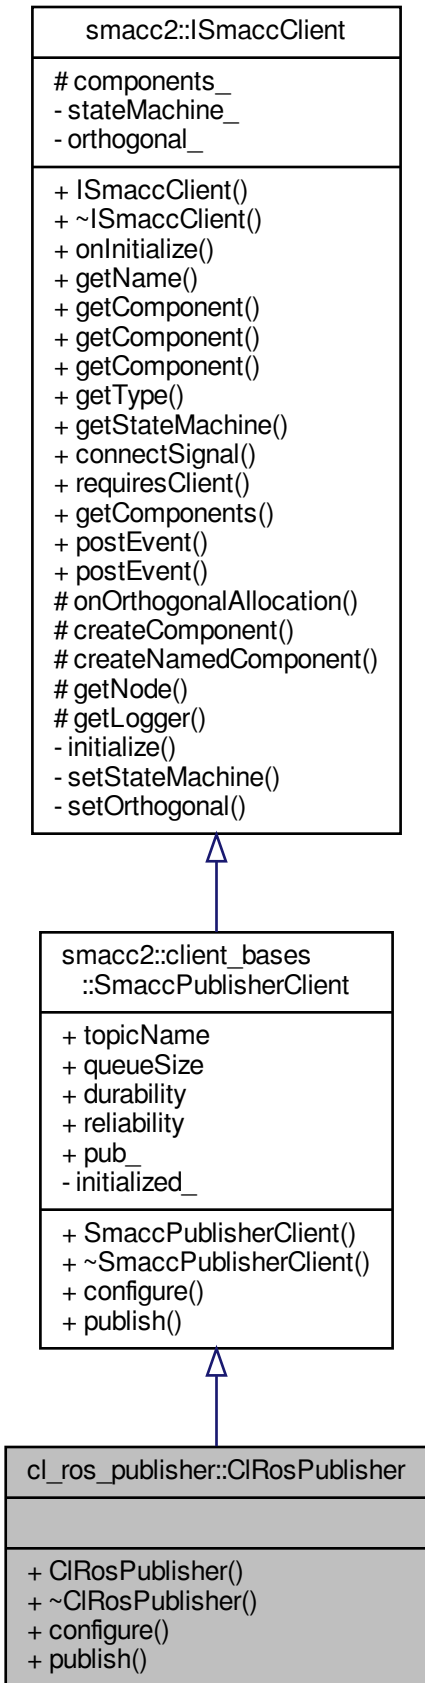 smacc2::ISmaccClient
# components_
- stateMachine_
- orthogonal_
+ ISmaccClient()
+ ~ISmaccClient()
+ onInitialize()
+ getName()
+ getComponent()
+ getComponent()
+ getComponent()
+ getType()
+ getStateMachine()
+ connectSignal()
+ requiresClient()
+ getComponents()
+ postEvent()
+ postEvent()
# onOrthogonalAllocation()
# createComponent()
# createNamedComponent()
# getNode()
# getLogger()
- initialize()
- setStateMachine()
- setOrthogonal()
smacc2::client_bases
::SmaccPublisherClient
+ topicName
+ queueSize
+ durability
+ reliability
+ pub_
- initialized_
+ SmaccPublisherClient()
+ ~SmaccPublisherClient()
+ configure()
+ publish()
cl_ros_publisher::ClRosPublisher
+ ClRosPublisher()
+ ~ClRosPublisher()
+ configure()
+ publish()